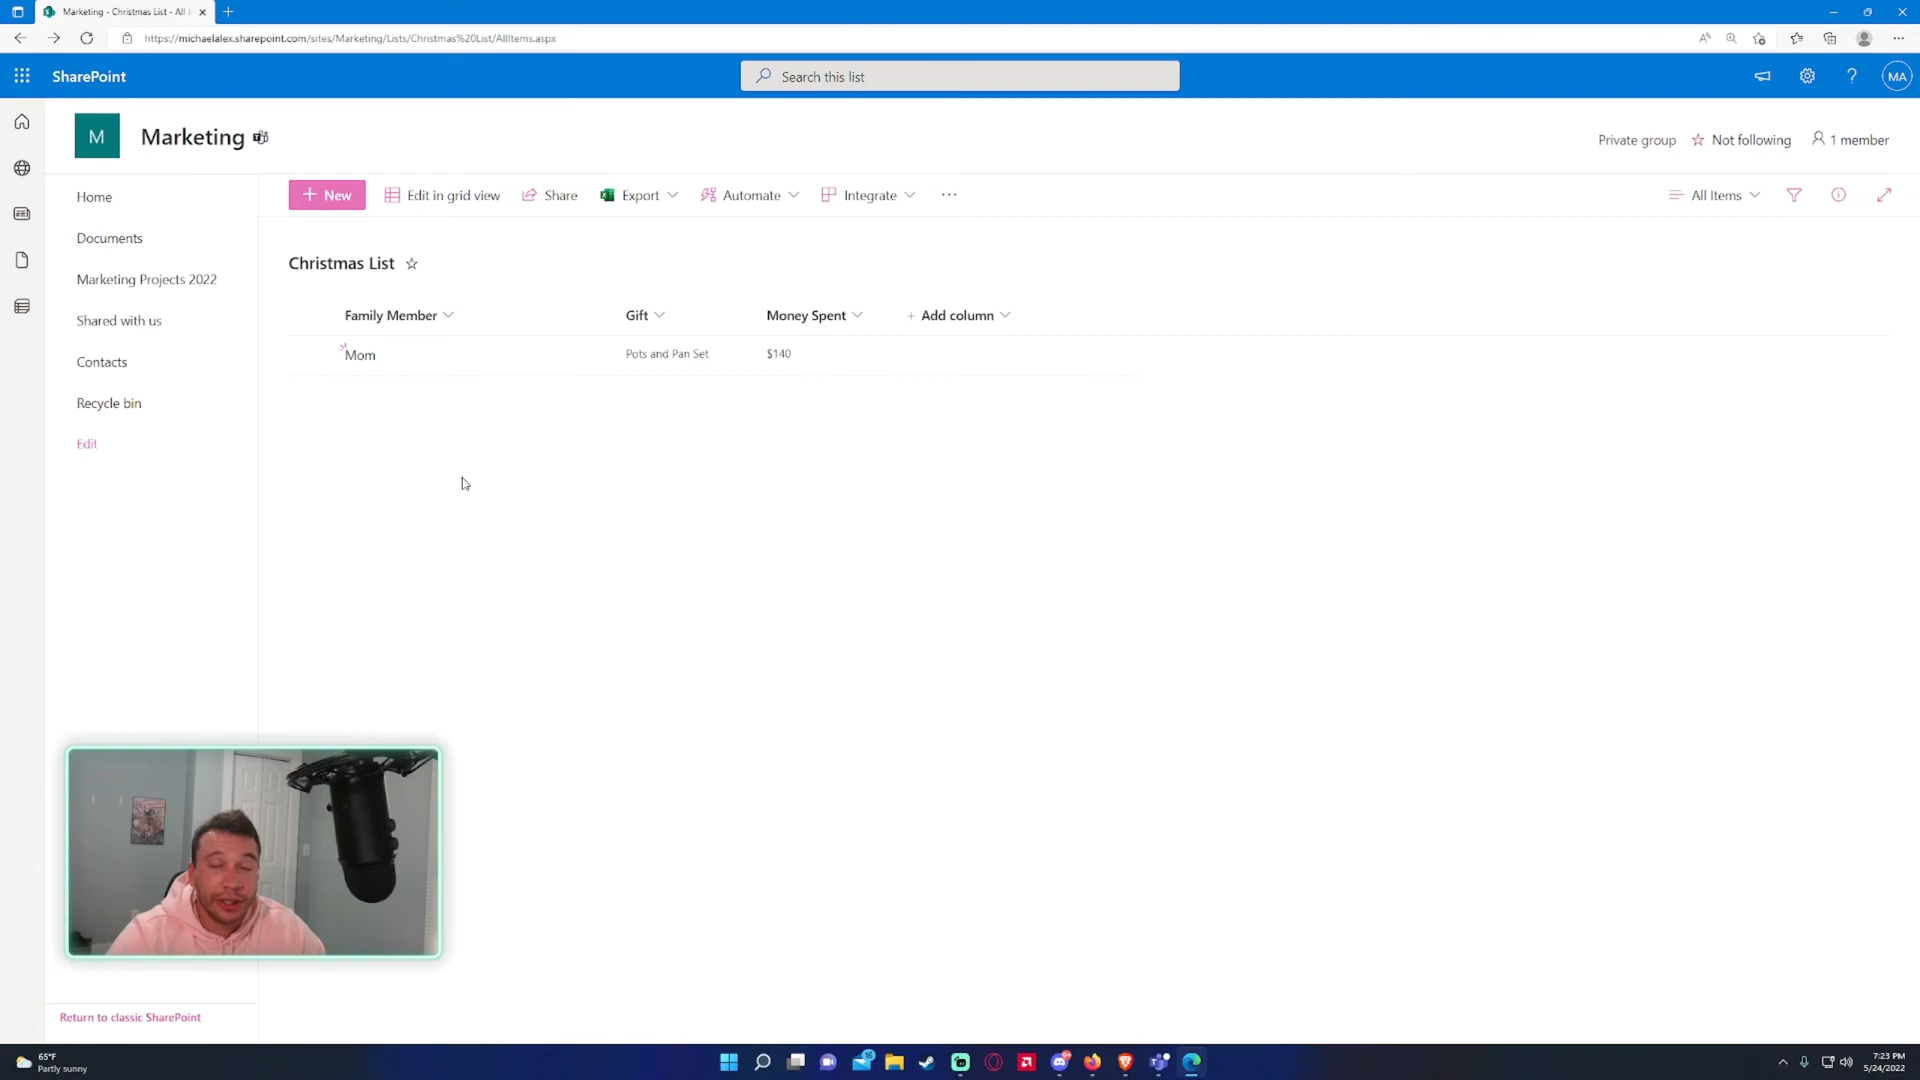 Marketing - Christmas List - All I
https://michaelalex.sharepoint.com/sites/Marketing/Lists/Christmas%20List/AllItems.aspx
SharePoint
Search this list
MA
M
Marketing
Private group
Not following
1 member
Home
Documents
Marketing Projects 2022
Shared with us
Contacts
Recycle bin
Edit
New
Edit in grid view
Share
Export
Automate
Integrate
All Items
Christmas List
Family Member
Gift
Money Spent
Add column
Mom
Pots and Pan Set
$140
Return to classic SharePoint
65°F
Partly sunny
7:23 PM
5/24/2022